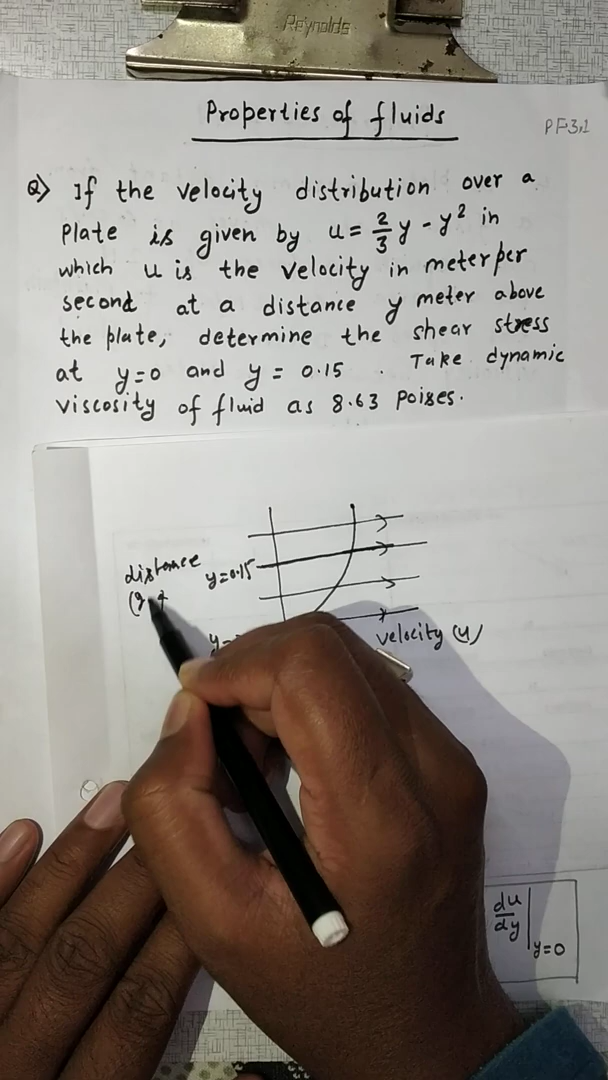 Reynolds
Properties of fluids
PF3.1
Q) If the velocity distribution over a
plate is given by u = 2/3 y - y² in
which u is the velocity in meter per
second at a distance y meter above
the plate, determine the shear stress
at y=0 and y = 0.15 . Take dynamic
viscosity of fluid as 8.63 poises.
distance
y=0.15
y=
velocity (u)
du/dy | y=0